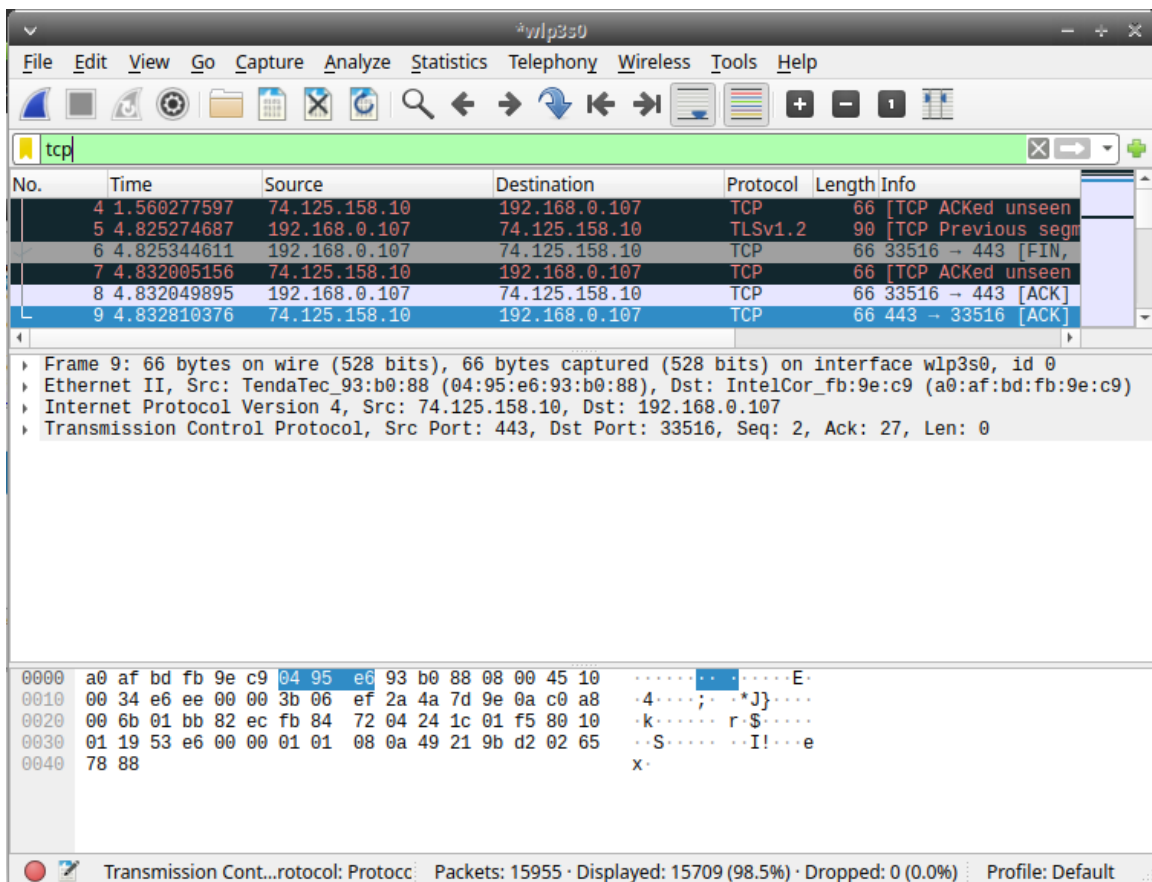 *wlp3s0
File Edit View Go Capture Analyze Statistics Telephony Wireless Tools Help
tcp
No. Time Source Destination Protocol Length Info
4 1.560277597 74.125.158.10 192.168.0.107 TCP 66 [TCP ACKed unseen
5 4.825274687 192.168.0.107 74.125.158.10 TLSv1.2 90 [TCP Previous segm
6 4.825344611 192.168.0.107 74.125.158.10 TCP 66 33516 → 443 [FIN,
7 4.832005156 74.125.158.10 192.168.0.107 TCP 66 [TCP ACKed unseen
8 4.832049895 192.168.0.107 74.125.158.10 TCP 66 33516 → 443 [ACK]
9 4.832810376 74.125.158.10 192.168.0.107 TCP 66 443 → 33516 [ACK]
Frame 9: 66 bytes on wire (528 bits), 66 bytes captured (528 bits) on interface wlp3s0, id 0
Ethernet II, Src: TendaTec_93:b0:88 (04:95:e6:93:b0:88), Dst: IntelCor_fb:9e:c9 (a0:af:bd:fb:9e:c9)
Internet Protocol Version 4, Src: 74.125.158.10, Dst: 192.168.0.107
Transmission Control Protocol, Src Port: 443, Dst Port: 33516, Seq: 2, Ack: 27, Len: 0
0000 a0 af bd fb 9e c9 04 95 e6 93 b0 88 08 00 45 10 ········ ······E·
0010 00 34 e6 ee 00 00 3b 06 ef 2a 4a 7d 9e 0a c0 a8 ·4····;· ·*J}····
0020 00 6b 01 bb 82 ec fb 84 72 04 24 1c 01 f5 80 10 ·k······ r·$·····
0030 01 19 53 e6 00 00 01 01 08 0a 49 21 9b d2 02 65 ··S····· ··I!···e
0040 78 88 x·
Transmission Cont...rotocol: Protocc Packets: 15955 · Displayed: 15709 (98.5%) · Dropped: 0 (0.0%) Profile: Default